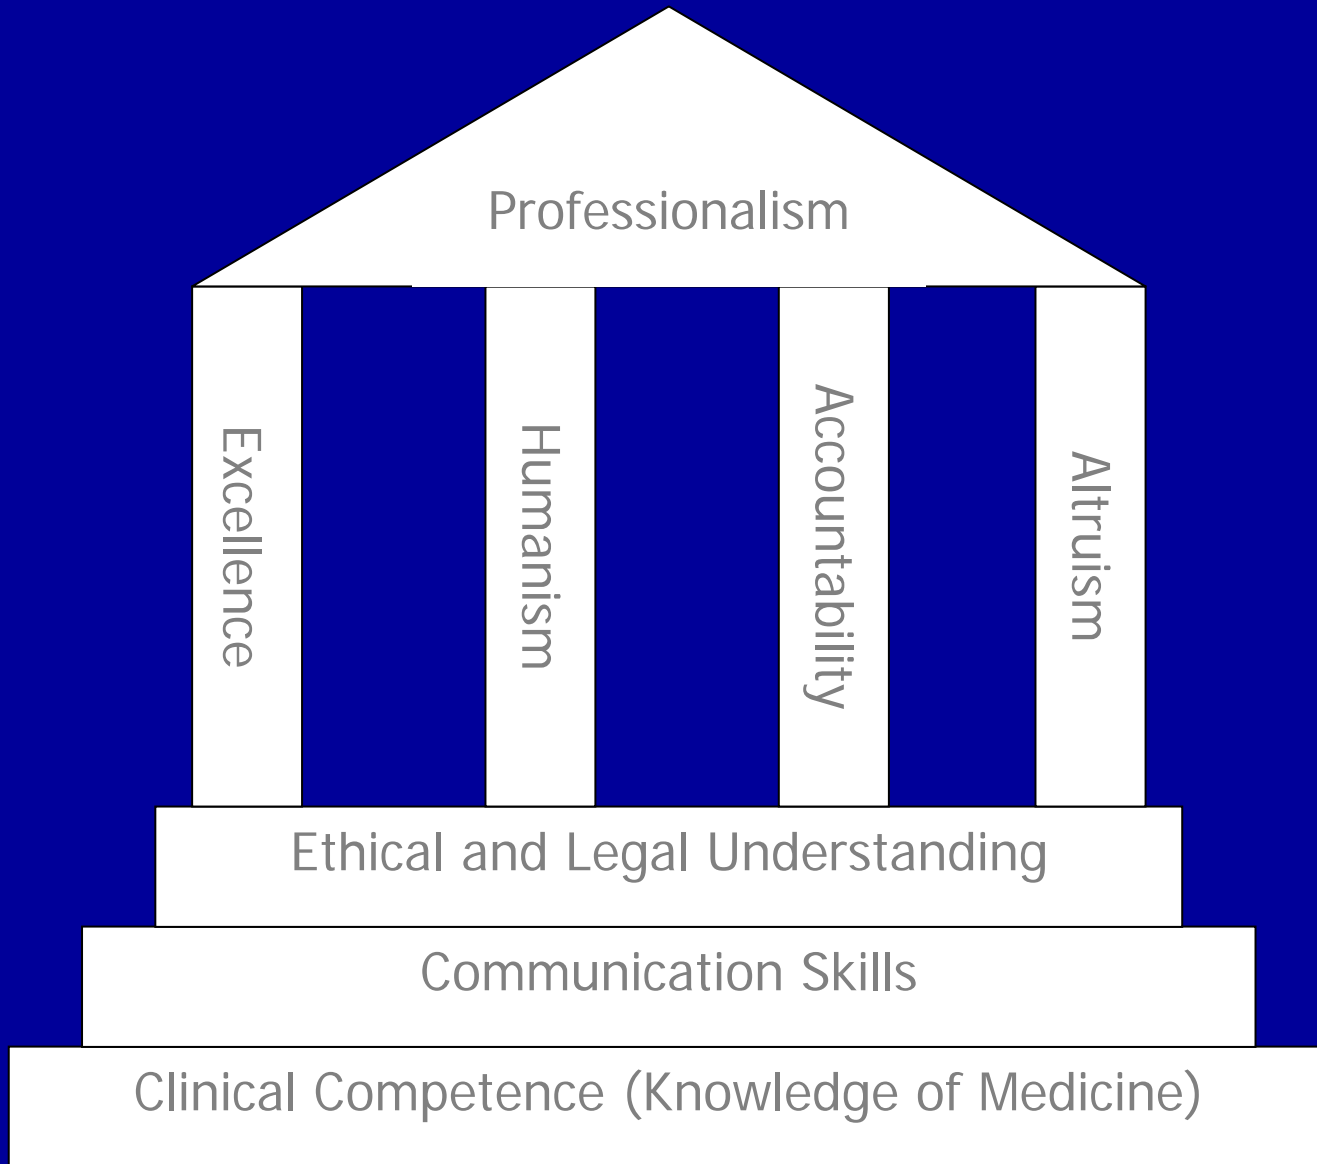 Professionalism
Excellence
Humanism
Accountability
Altruism
Ethical and Legal Understanding
Communication Skills
Clinical Competence (Knowledge of Medicine)